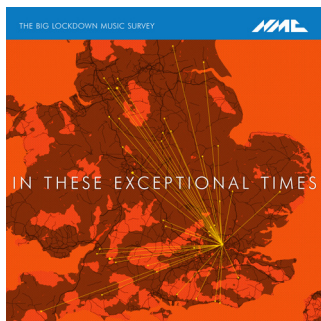 THE BIG LOCKDOWN MUSIC SURVEY
NMC
IN THESE EXCEPTIONAL TIMES